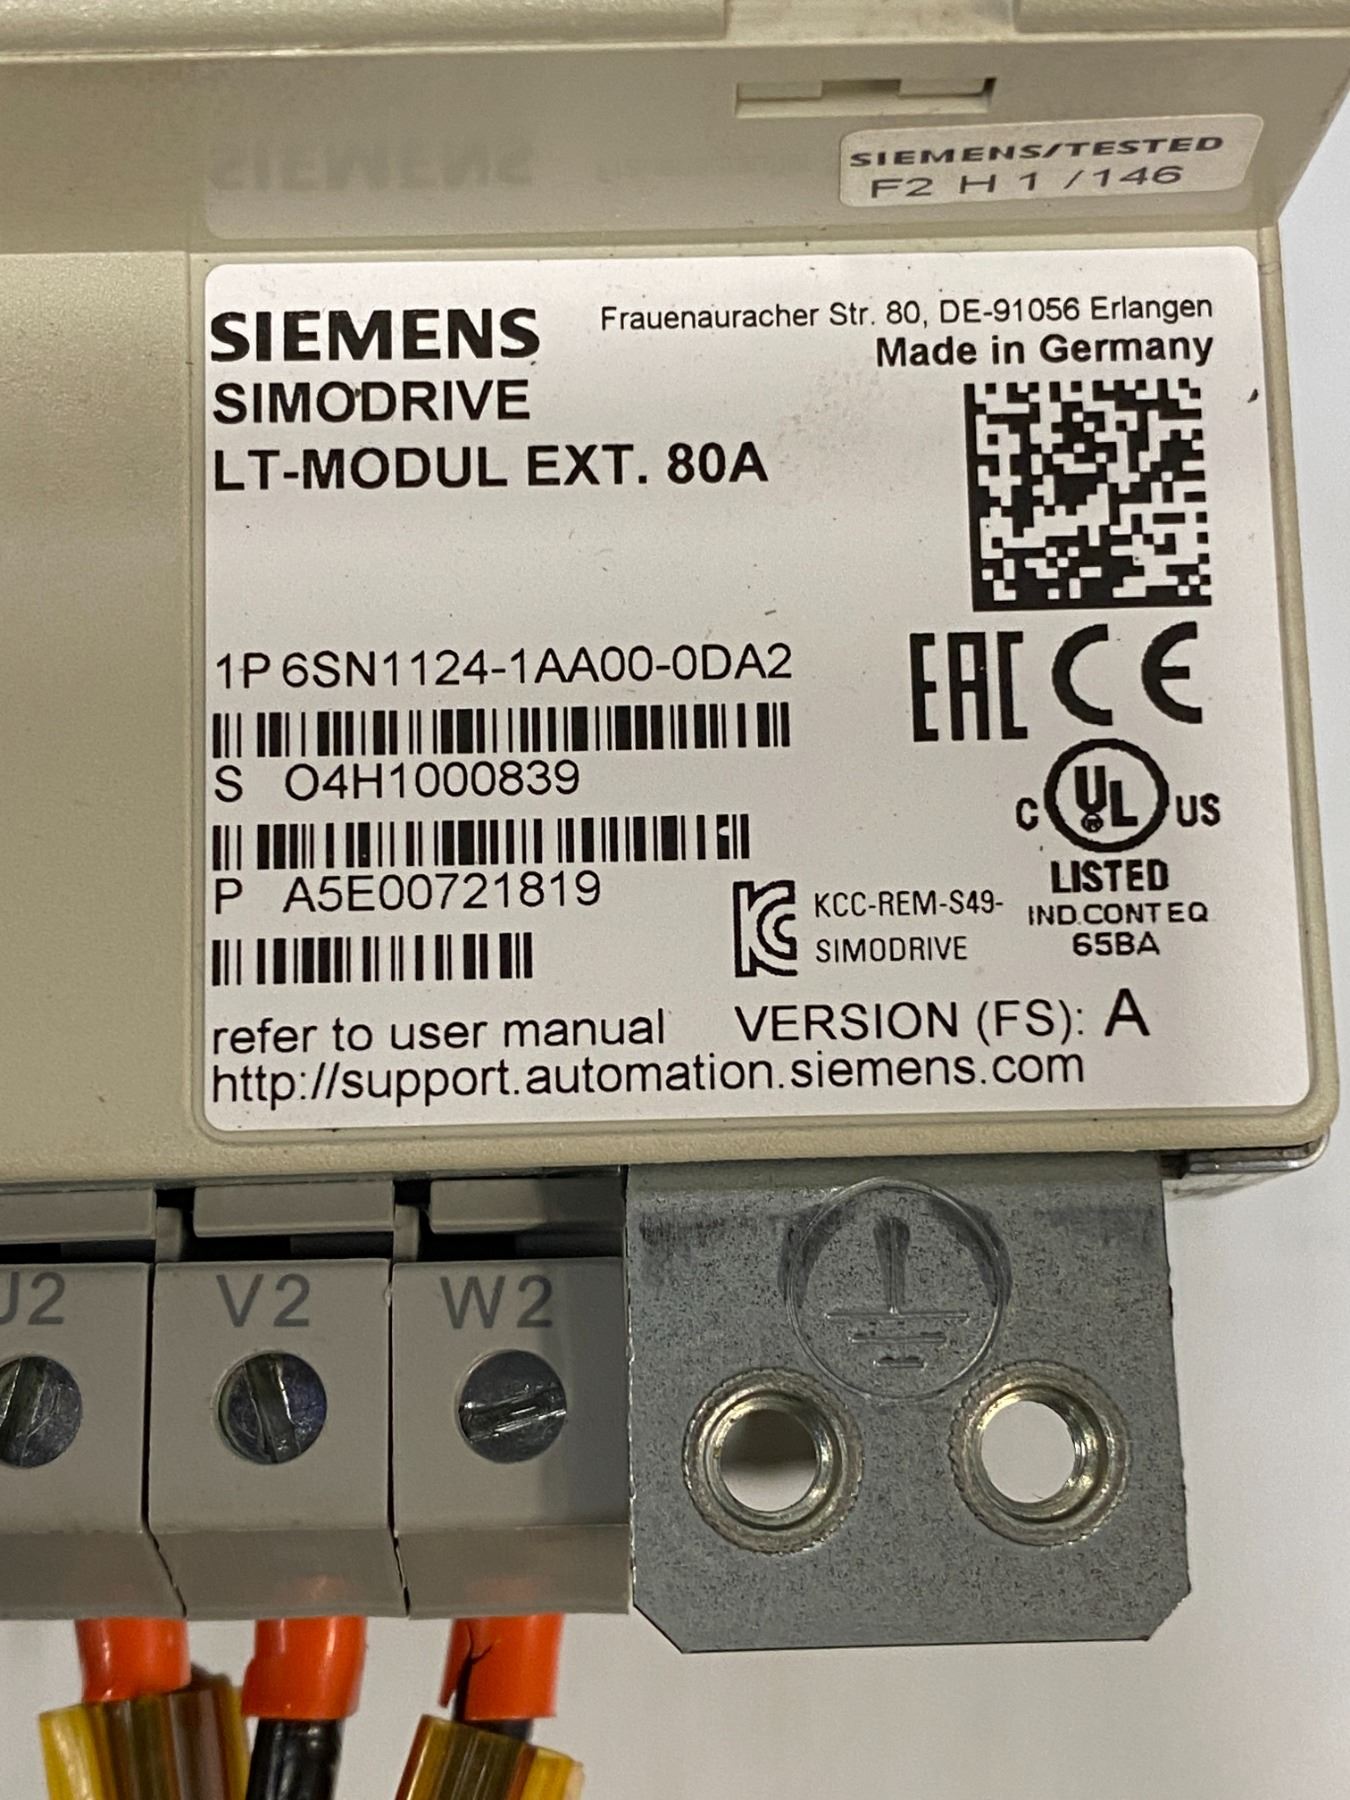 SIEMENS/TESTED
F2 H 1 /146
SIEMENS
Frauenauracher Str. 80, DE-91056 Erlangen
Made in Germany
SIMODRIVE
LT-MODUL EXT. 80A
1P 6SN1124-1AA00-0DA2
EAC CE
S O4H1000839
C UL US
LISTED
IND.CONT EQ
65BA
P A5E00721819
KCC-REM-S49-
SIMODRIVE
refer to user manual VERSION (FS): A
http://support.automation.siemens.com
U2 V2 W2